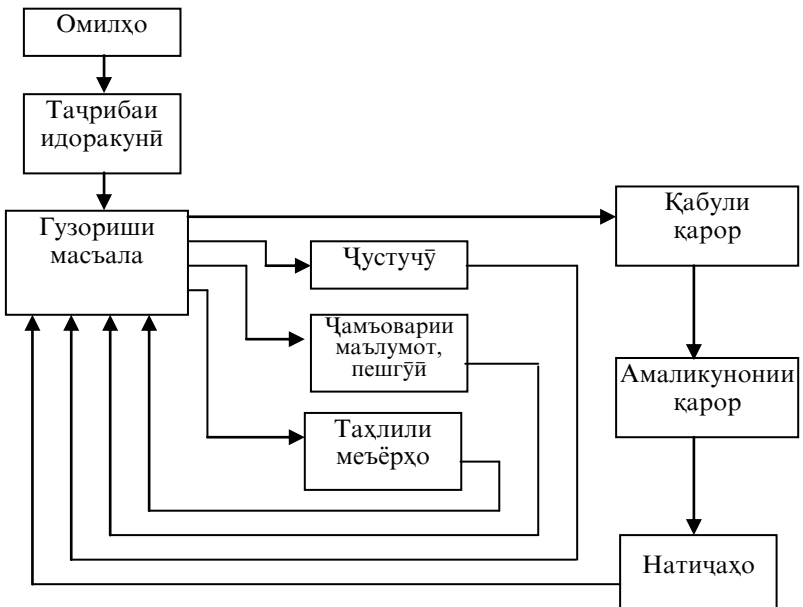 Омилҳо
Таҷрибаи
идоракунӣ
Гузориши
масъала
Қабули
қарор
Ҷустуҷӯ
Ҷамъоварии
маълумот,
пешгӯӣ
Амаликунонии
қарор
Таҳлили
меъёрҳо
Натиҷаҳо